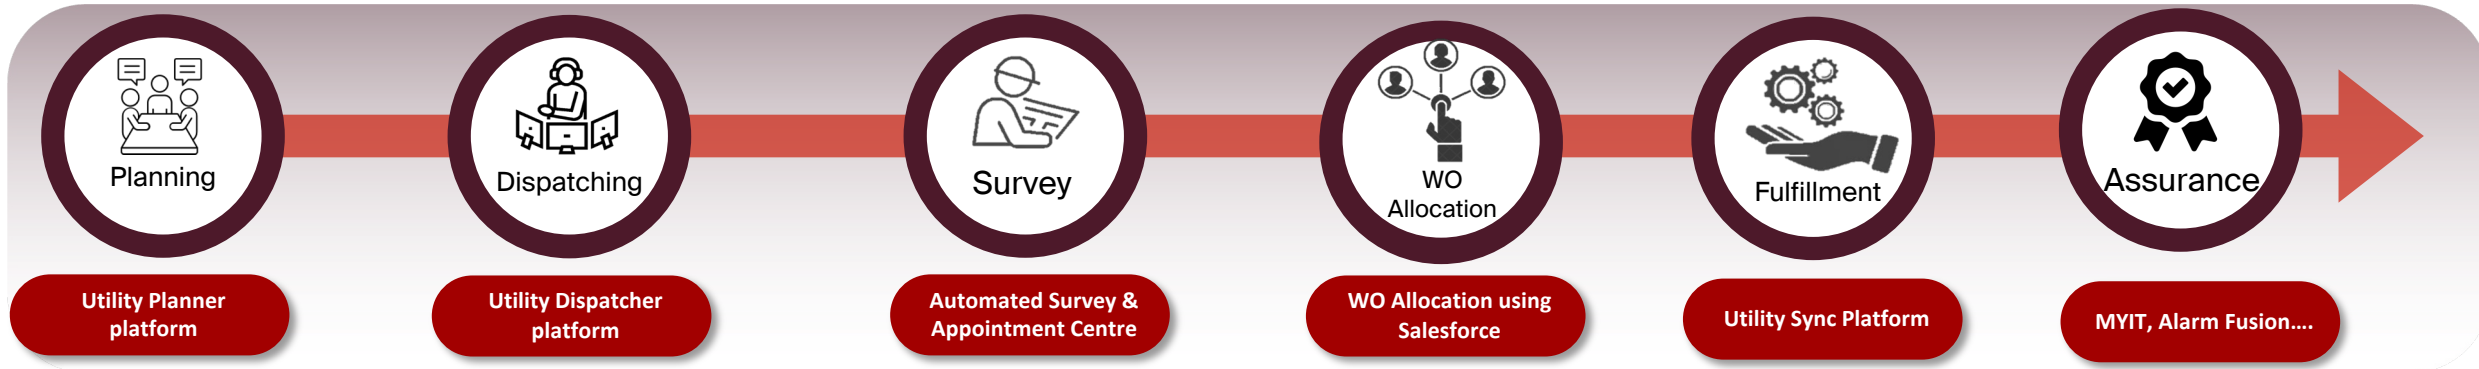 Planning
Dispatching
Survey
WO
Allocation
Fulfillment
Assurance
Utility Planner
platform
Utility Dispatcher
platform
Automated Survey &
Appointment Centre
WO Allocation using
Salesforce
Utility Sync Platform
MYIT, Alarm Fusion....